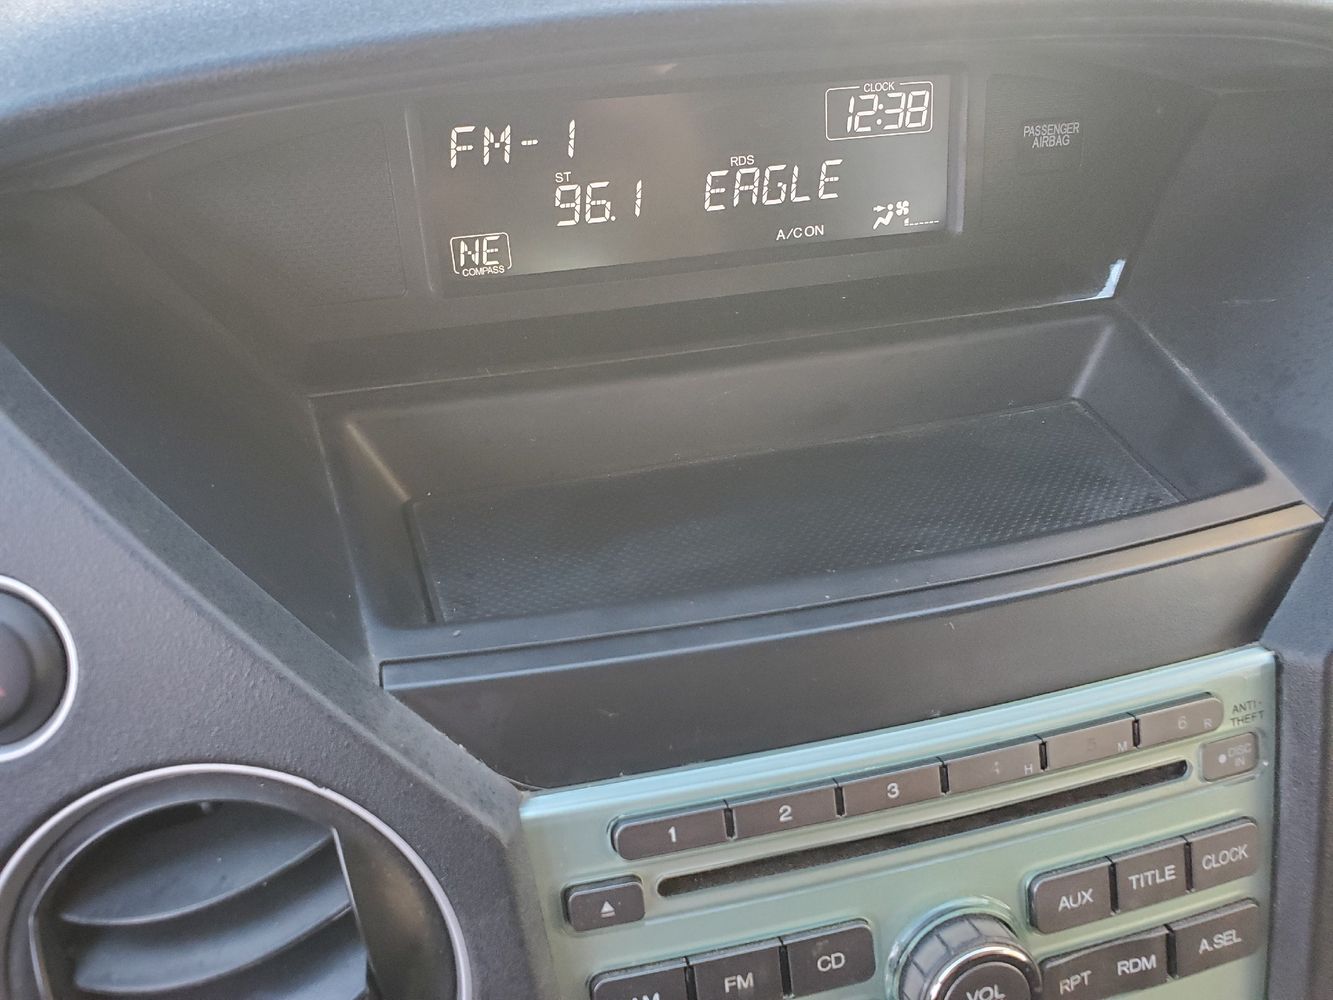 CLOCK
12:38
FM-1
PASSENGER
AIRBAG
ST
RDS
96.1
EAGLE
A/C ON
NE
COMPASS
ANTI-
THEFT
1
2
3
4 H
5 M
6 R
DISC
IN
AUX
TITLE
CLOCK
AM
FM
CD
VOL
RPT
RDM
A.SEL